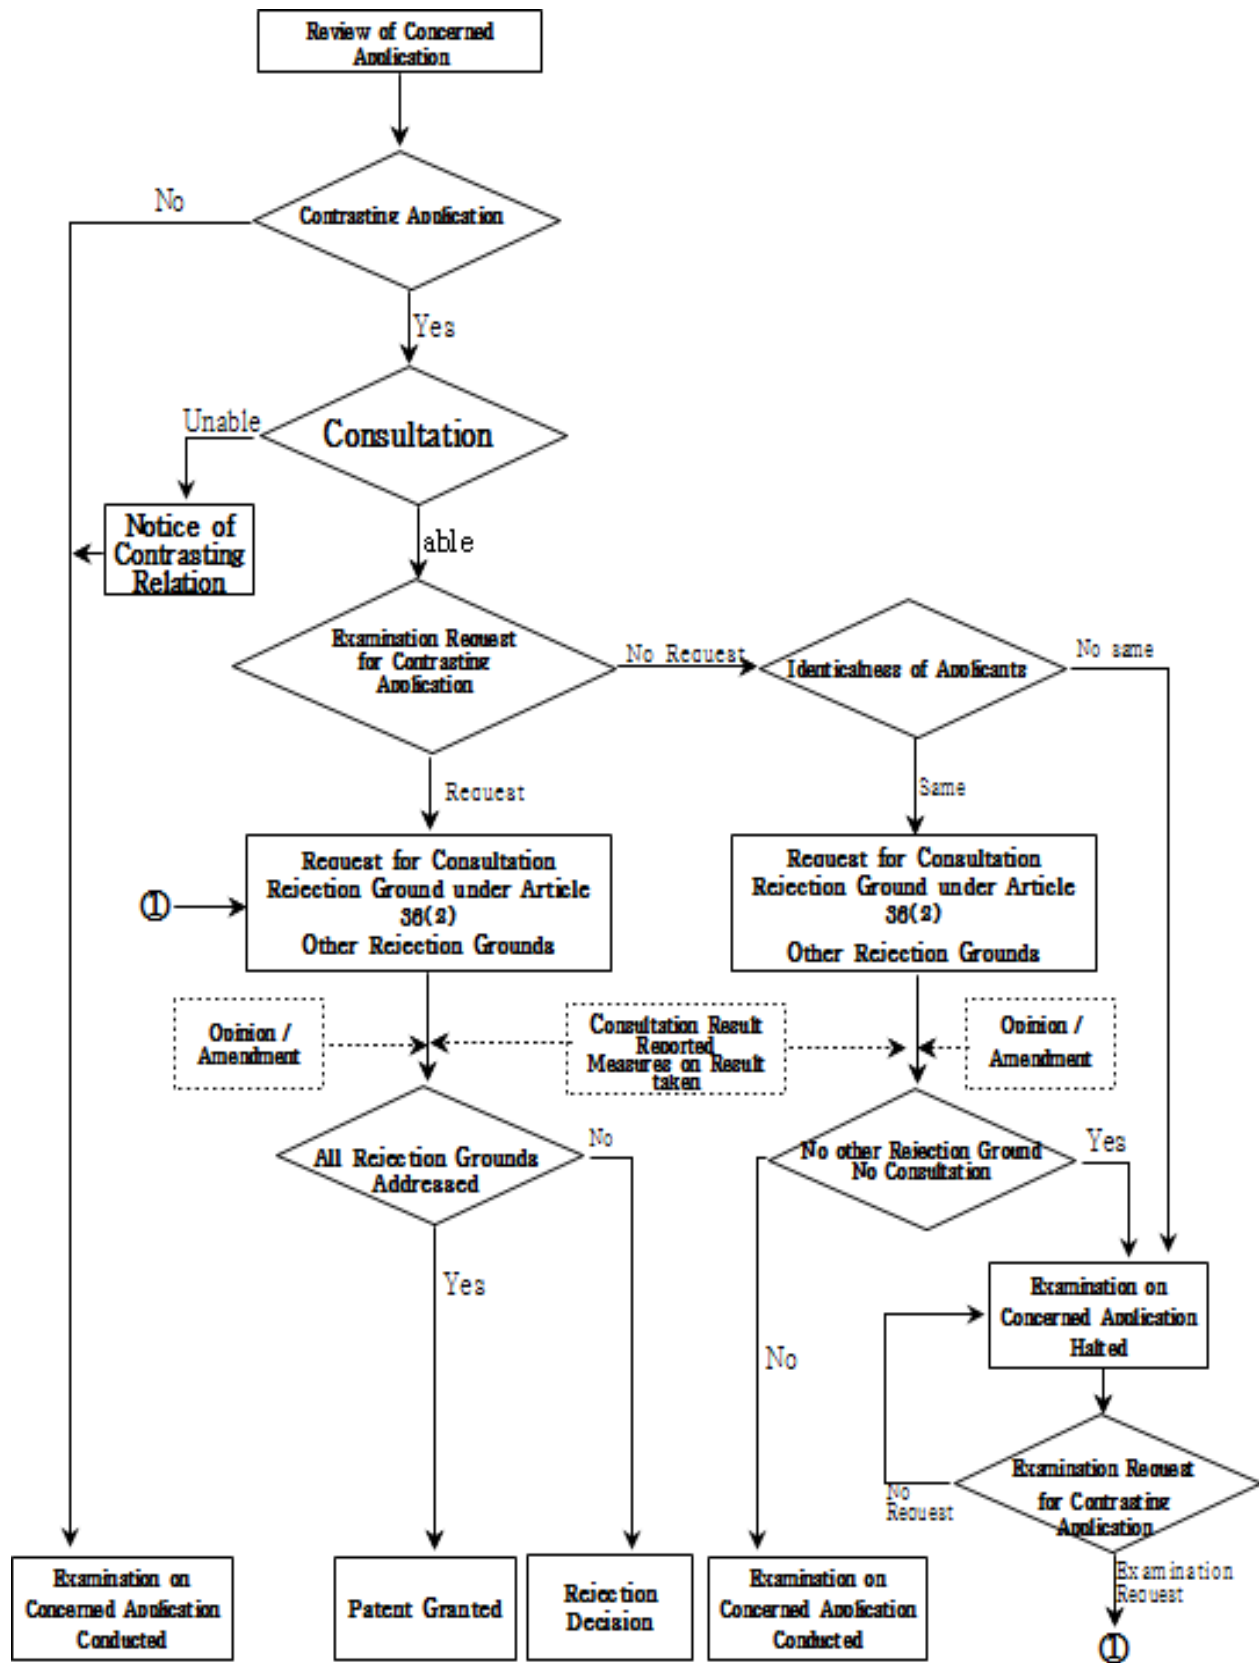 Review of Concerned
Application
No
Contrasting Application
Yes
Unable
Consultation
Notice of
Contrasting
Relation
able
Examination Request
for Contrasting
Application
No Request
Identicalness of Applicants
No same
Request
Same
Request for Consultation
Rejection Ground under Article
36(2)
Other Rejection Grounds
①
Request for Consultation
Rejection Ground under Article
36(2)
Other Rejection Grounds
Opinion /
Amendment
Consultation Result
Reported
Measures on Result
taken
Opinion /
Amendment
All Rejection Grounds
Addressed
No
No other Rejection Ground
No Consultation
Yes
Yes
No
Examination on
Concerned Application
Halted
Examination Request
for Contrasting
Application
No
Request
Examination
Request
①
Examination on
Concerned Application
Conducted
Patent Granted
Rejection
Decision
Examination on
Concerned Application
Conducted